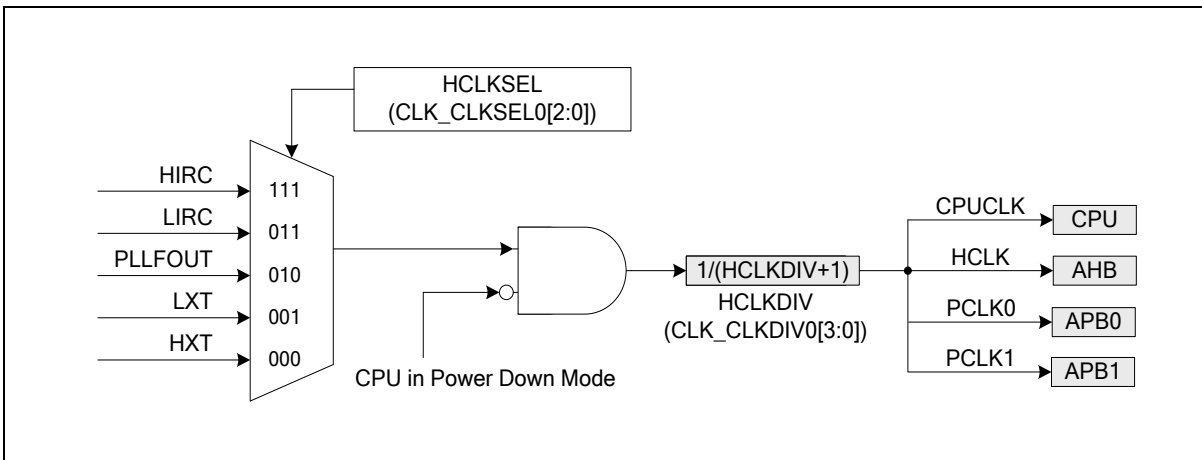 HCLKSEL
(CLK_CLKSEL0[2:0])
HIRC
111
LIRC
011
PLLFOUT
010
LXT
001
HXT
000
CPU in Power Down Mode
1/(HCLKDIV+1)
HCLKDIV
(CLK_CLKDIV0[3:0])
CPUCLK
CPU
HCLK
AHB
PCLK0
APB0
PCLK1
APB1